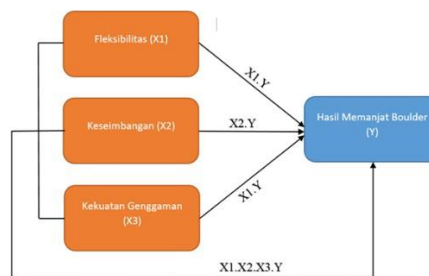 Fleksibilitas (X1)
X1.Y
Keseimbangan (X2)
X2.Y
Hasil Memanjat Boulder
(Y)
Kekuatan Genggaman
(X3)
X1.Y
X1.X2.X3.Y